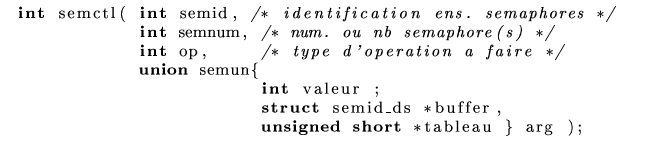 int semctl( int semid, /* identification ens. semaphores */
int semnum, /* num. ou nb semaphore(s) */
int op, /* type d'operation a faire */
union semun{
int valeur ;
struct semid_ds *buffer,
unsigned short *tableau } arg );